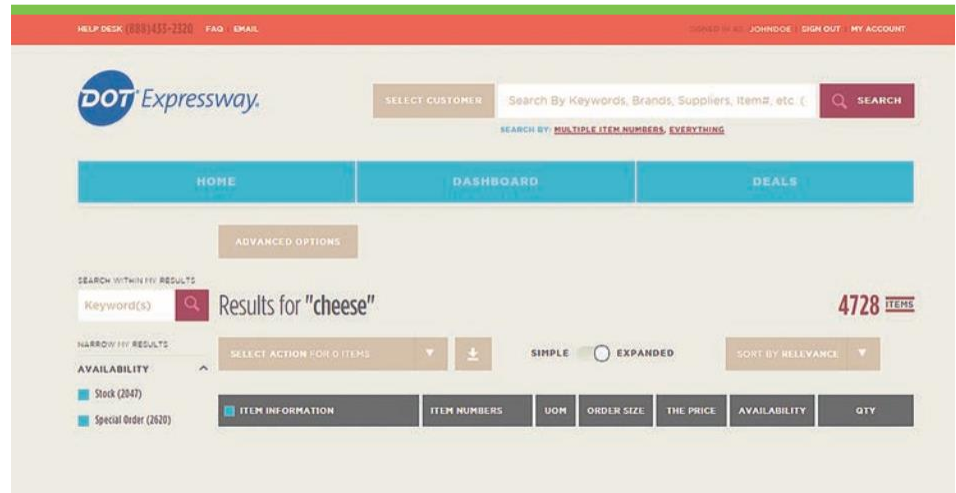 HELP DESK (888)433-2320 FAQ EMAIL
SIGNED IN AS JOHNDOE SIGN OUT MY ACCOUNT
DOT Expressway.
SELECT CUSTOMER
Search By Keywords, Brands, Suppliers, Item#, etc. (
SEARCH
SEARCH BY: MULTIPLE ITEM NUMBERS, EVERYTHING
HOME
DASHBOARD
DEALS
ADVANCED OPTIONS
SEARCH WITHIN MY RESULTS
Keyword(s)
Results for "cheese"
4728 ITEMS
NARROW MY RESULTS
SELECT ACTION FOR 0 ITEMS
SIMPLE
EXPANDED
SORT BY RELEVANCE
AVAILABILITY
Stock (2047)
Special Order (2620)
ITEM INFORMATION
ITEM NUMBERS
UOM
ORDER SIZE
THE PRICE
AVAILABILITY
QTY